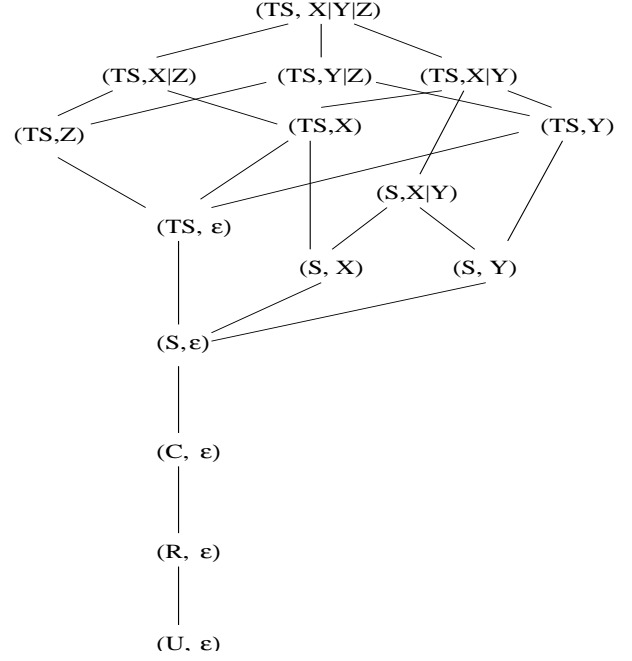 (TS, X|Y|Z)
(TS,X|Z) (TS,Y|Z) (TS,X|Y)
(TS,Z) (TS,X) (TS,Y)
(S,X|Y)
(TS, ε)
(S, X) (S, Y)
(S,ε)
(C, ε)
(R, ε)
(U, ε)